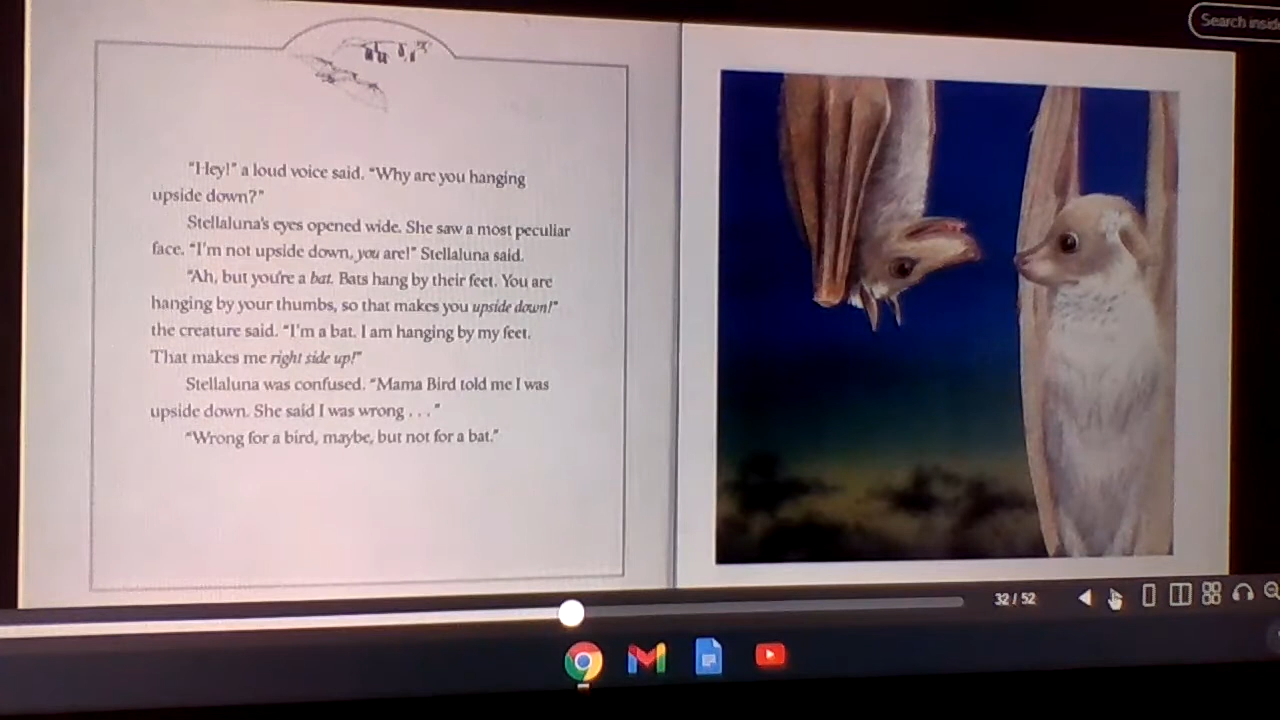 Search insid
"Hey!" a loud voice said. "Why are you hanging
upside down?"
Stellaluna's eyes opened wide. She saw a most peculiar
face. "I'm not upside down, you are!" Stellaluna said.
"Ah, but you're a bat. Bats hang by their feet. You are
hanging by your thumbs, so that makes you upside down!"
the creature said. "I'm a bat. I am hanging by my feet.
That makes me right side up!"
Stellaluna was confused. "Mama Bird told me I was
upside down. She said I was wrong . . ."
"Wrong for a bird, maybe, but not for a bat."
32 / 52